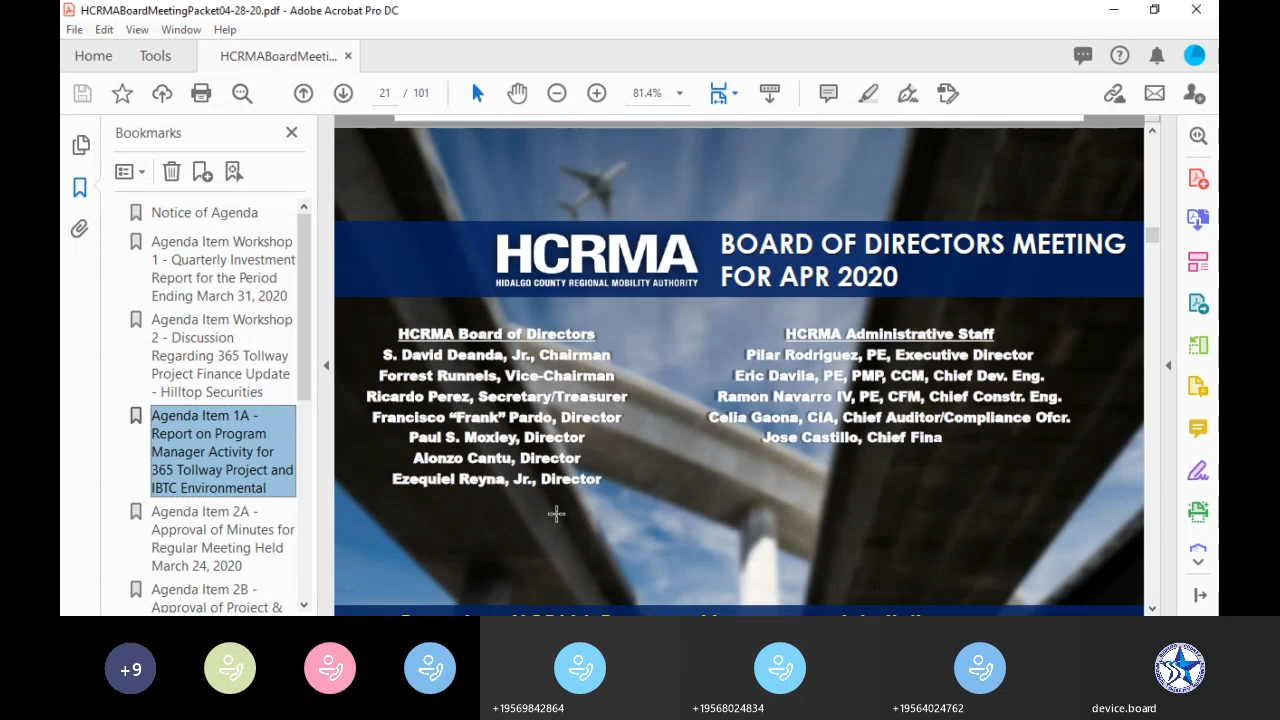 HCRMABoardMeetingPacket04-28-20.pdf - Adobe Acrobat Pro DC
File Edit View Window Help
Home Tools HCRMABoardMeeti... ×
21 / 101 81.4%
Bookmarks
Notice of Agenda
Agenda Item Workshop
1 - Quarterly Investment
Report for the Period
Ending March 31, 2020
Agenda Item Workshop
2 - Discussion
Regarding 365 Tollway
Project Finance Update
- Hilltop Securities
Agenda Item 1A -
Report on Program
Manager Activity for
365 Tollway Project and
IBTC Environmental
Agenda Item 2A -
Approval of Minutes for
Regular Meeting Held
March 24, 2020
Agenda Item 2B -
Approval of Project &
HCRMA
HIDALGO COUNTY REGIONAL MOBILITY AUTHORITY
BOARD OF DIRECTORS MEETING
FOR APR 2020
HCRMA Board of Directors
S. David Deanda, Jr., Chairman
Forrest Runnels, Vice-Chairman
Ricardo Perez, Secretary/Treasurer
Francisco “Frank” Pardo, Director
Paul S. Moxley, Director
Alonzo Cantu, Director
Ezequiel Reyna, Jr., Director
HCRMA Administrative Staff
Pilar Rodriguez, PE, Executive Director
Eric Davila, PE, PMP, CCM, Chief Dev. Eng.
Ramon Navarro IV, PE, CFM, Chief Constr. Eng.
Celia Gaona, CIA, Chief Auditor/Compliance Ofcr.
Jose Castillo, Chief Fina
+9
+19569842864
+19568024834
+19564024762
device.board